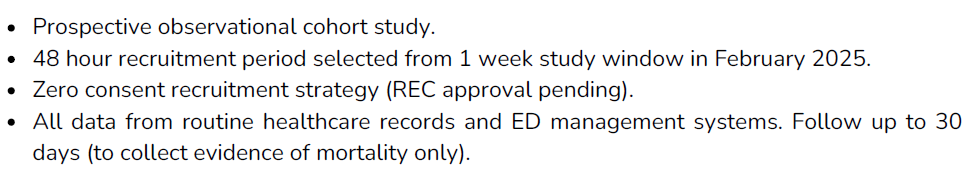 • Prospective observational cohort study.
• 48 hour recruitment period selected from 1 week study window in February 2025.
• Zero consent recruitment strategy (REC approval pending).
• All data from routine healthcare records and ED management systems. Follow up to 30
days (to collect evidence of mortality only).